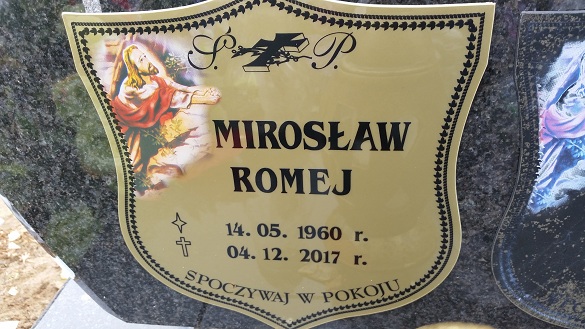 Ś. P.
MIROSŁAW
ROMEJ
14. 05. 1960 r.
04. 12. 2017 r.
SPOCZYWAJ W POKOJU